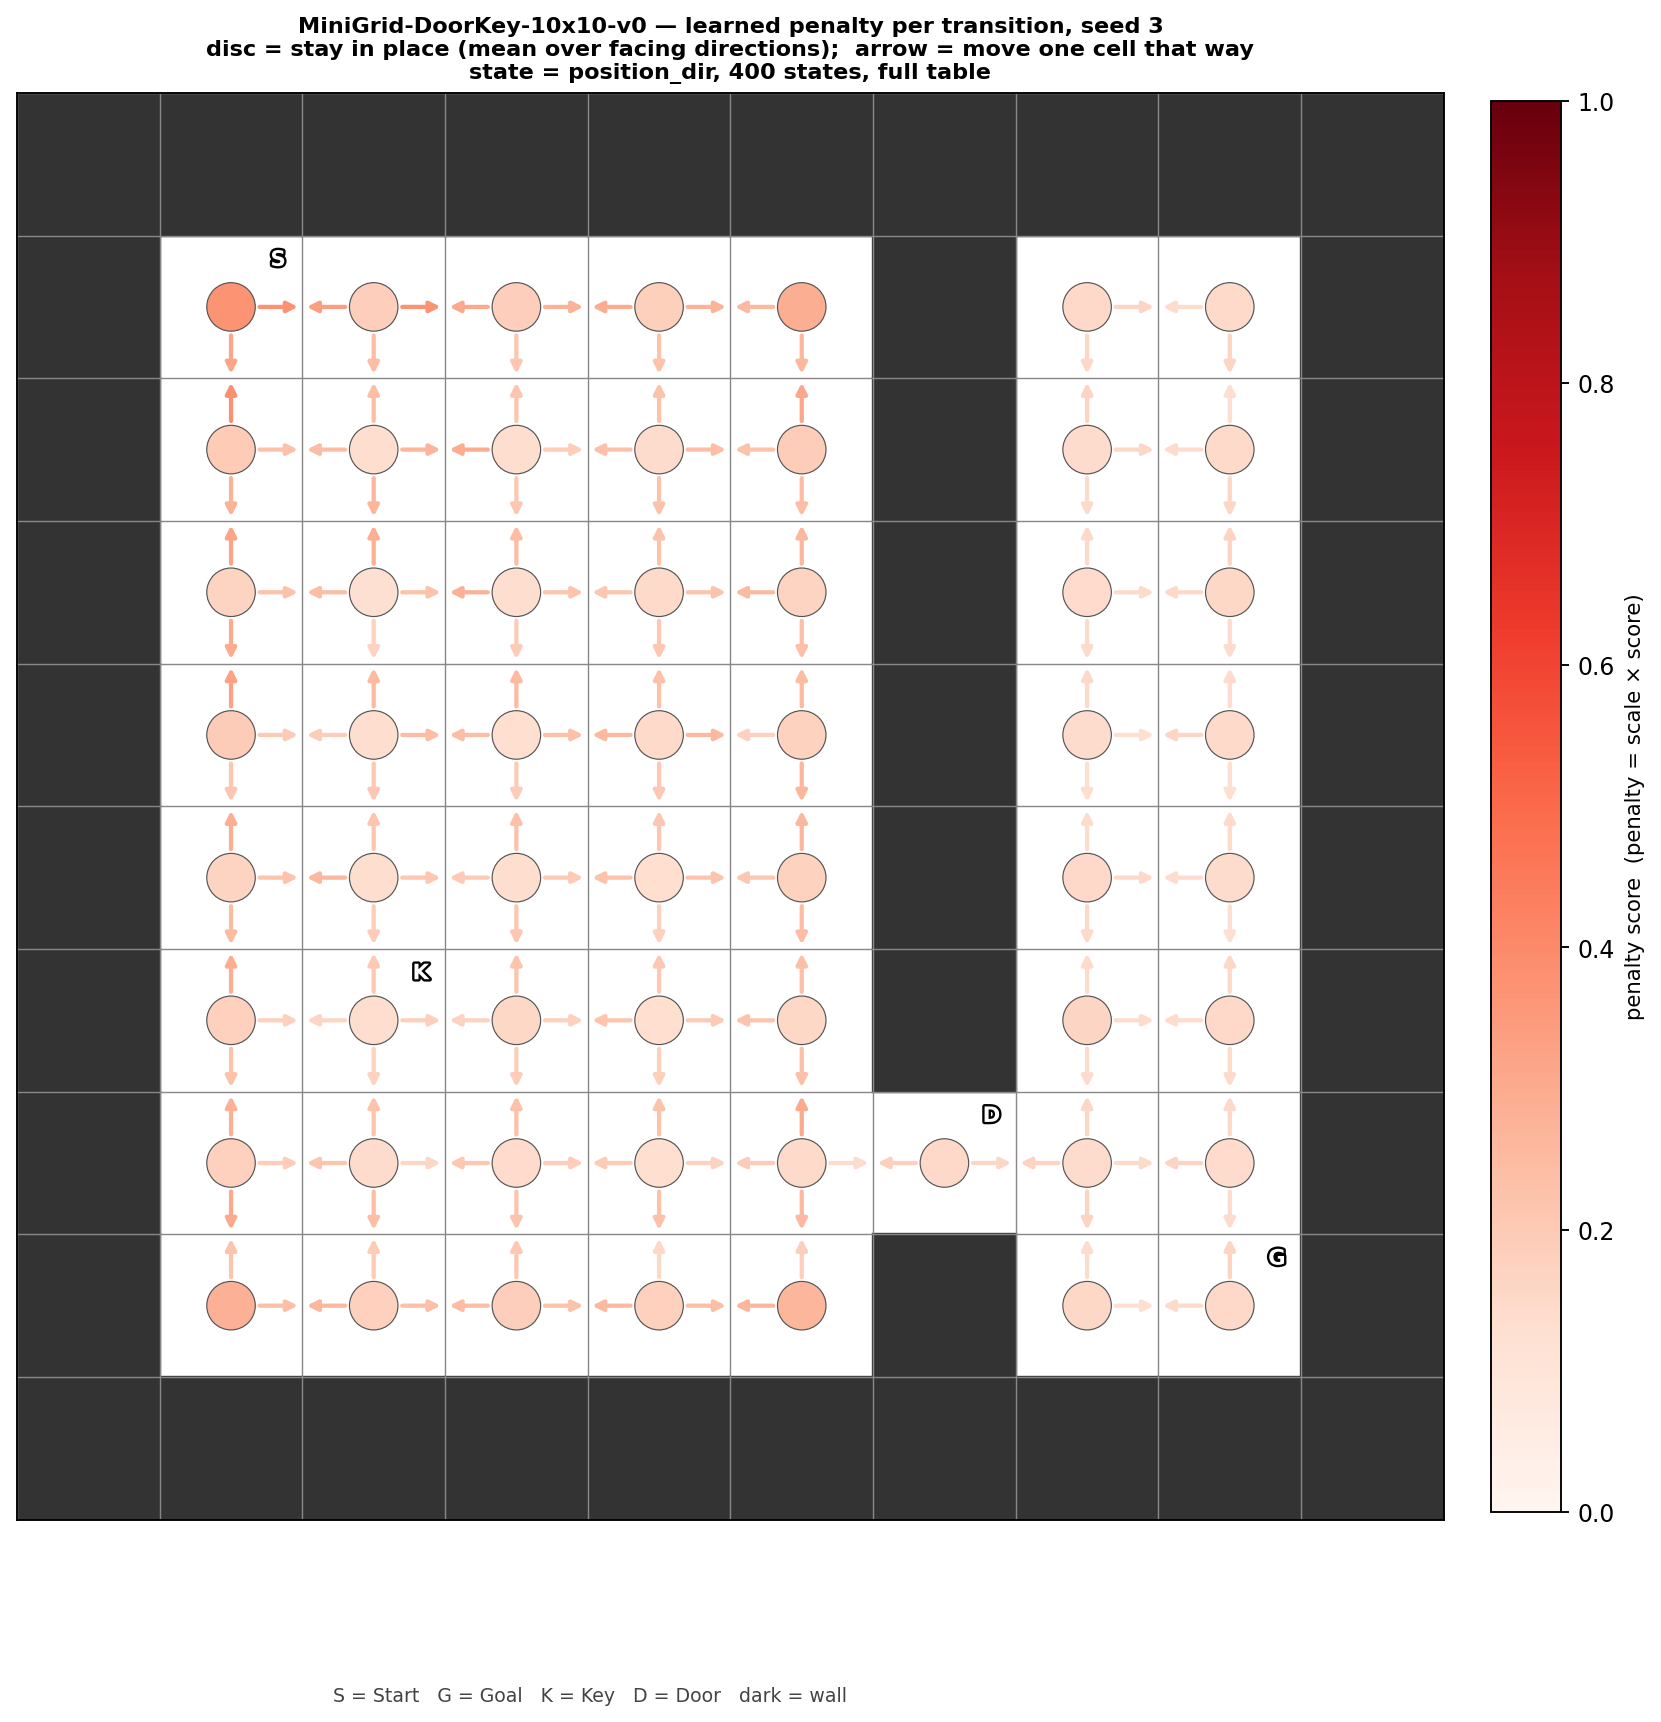 MiniGrid-DoorKey-10x10-v0 — learned penalty per transition, seed 3
disc = stay in place (mean over facing directions);  arrow = move one cell that way
state = position_dir, 400 states, full table
S
K
D
G
1.0
0.8
0.6
0.4
0.2
0.0
penalty score  (penalty = scale × score)
S = Start   G = Goal   K = Key   D = Door   dark = wall